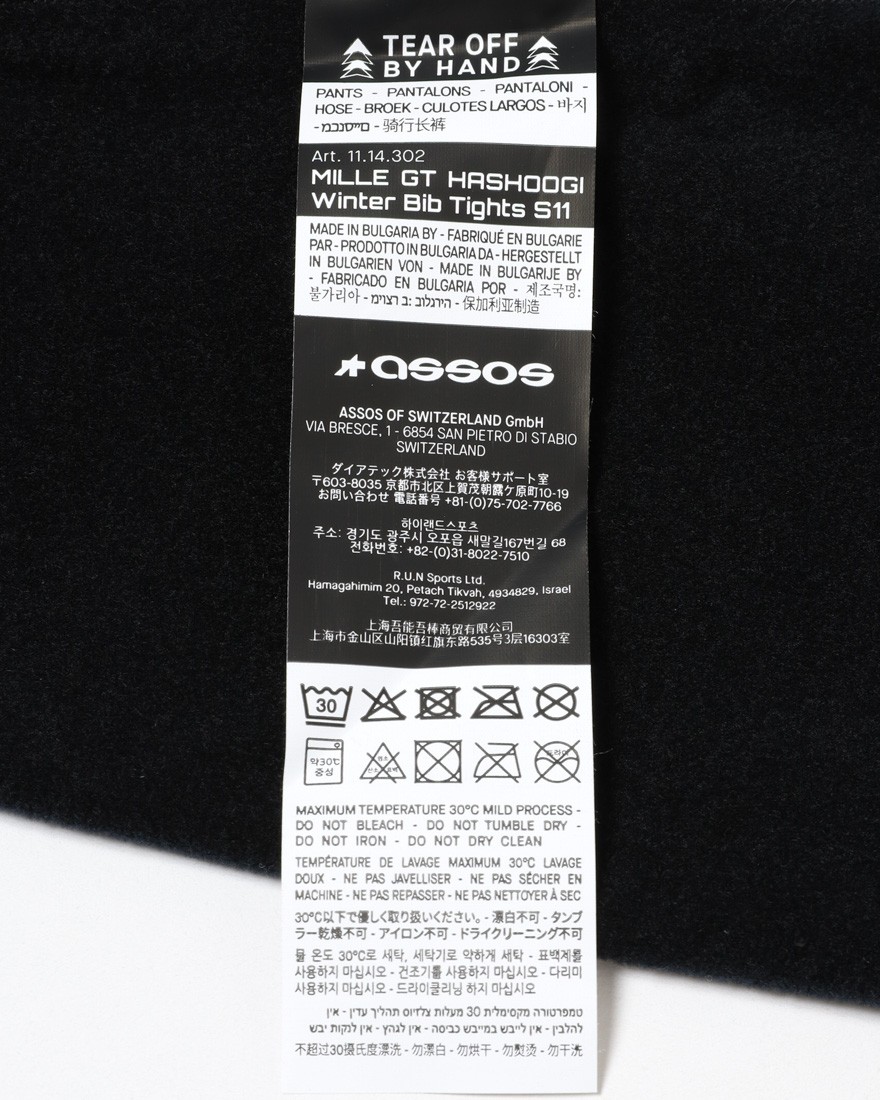 TEAR OFF
BY HAND
PANTS - PANTALONS - PANTALONI -
HOSE - BROEK - CULOTES LARGOS - 바지
- מכנסיים - 骑行长裤
Art. 11.14.302
MILLE GT HASHOOGI
Winter Bib Tights S11
MADE IN BULGARIA BY - FABRIQUÉ EN BULGARIE
PAR - PRODOTTO IN BULGARIA DA - HERGESTELLT
IN BULGARIEN VON - MADE IN BULGARIJE BY
- FABRICADO EN BULGARIA POR - 제조국명:
불가리아 - מיוצר ב: בולגריה - 保加利亚制造
assos
ASSOS OF SWITZERLAND GmbH
VIA BRESCE, 1 - 6854 SAN PIETRO DI STABIO
SWITZERLAND
ダイアテック株式会社 お客様サポート室
〒603-8035 京都市北区上賀茂朝露ケ原町10-19
お問い合わせ 電話番号 +81-(0)75-702-7766
하이랜드스포츠
주소: 경기도 광주시 오포읍 새말길167번길 68
전화번호: +82-(0)31-8022-7510
R.U.N Sports Ltd.
Hamagahimim 20, Petach Tikvah, 4934829, Israel
Tel.: 972-72-2512922
上海吾能吾棒商贸有限公司
上海市金山区山阳镇红旗东路535号3层16303室
30
약30℃
중성
염소
산소 표백
드라이
MAXIMUM TEMPERATURE 30°C MILD PROCESS -
DO NOT BLEACH - DO NOT TUMBLE DRY -
DO NOT IRON - DO NOT DRY CLEAN
TEMPÉRATURE DE LAVAGE MAXIMUM 30°C LAVAGE
DOUX - NE PAS JAVELLISER - NE PAS SÉCHER EN
MACHINE - NE PAS REPASSER - NE PAS NETTOYER À SEC
30°C以下で優しく取り扱いください。- 漂白不可 - タンブ
ラー乾燥不可 - アイロン不可 - ドライクリーニング不可
물 온도 30°C로 세탁, 세탁기로 약하게 세탁 - 표백제를
사용하지 마십시오 - 건조기를 사용하지 마십시오 - 다리미
사용하지 마십시오 - 드라이클리닝 하지 마십시오
טמפרטורה מקסימלית 30 מעלות צלזיוס תהליך עדין - אין
להלבין - אין לייבש במייבש כביסה - אין לגהץ - אין לנקות יבש
不超过30摄氏度漂洗 - 勿漂白 - 勿烘干 - 勿熨烫 - 勿干洗